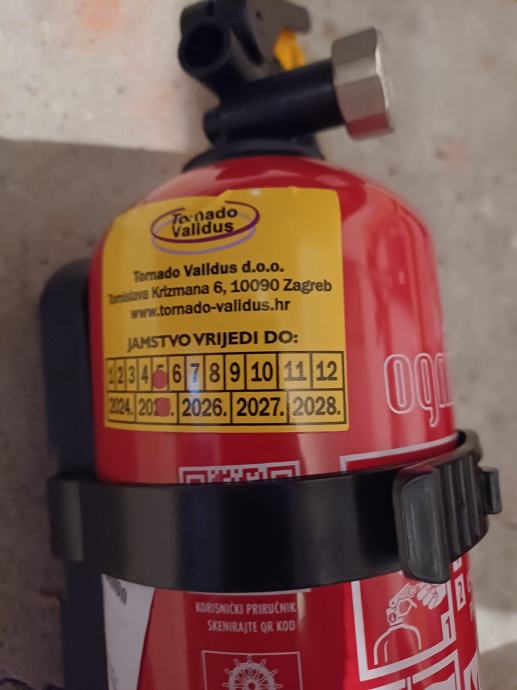 Tornado
Validus
Tornado Validus d.o.o.
Tomislava Krizmana 6, 10090 Zagreb
www.tornado-validus.hr
JAMSTVO VRIJEDI DO:
1 2 3 4 5 6 7 8 9 10 11 12
2024. 2026. 2027. 2028.
KORISNIČKI PRIRUČNIK
SKENIRAJTE QR KOD
2